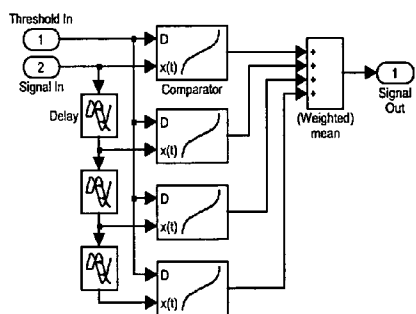 Threshold In
1
2
Signal In
D
x(t)
Comparator
Delay
D
x(t)
D
x(t)
D
x(t)
+
+
+
+
(Weighted)
mean
1
Signal
Out